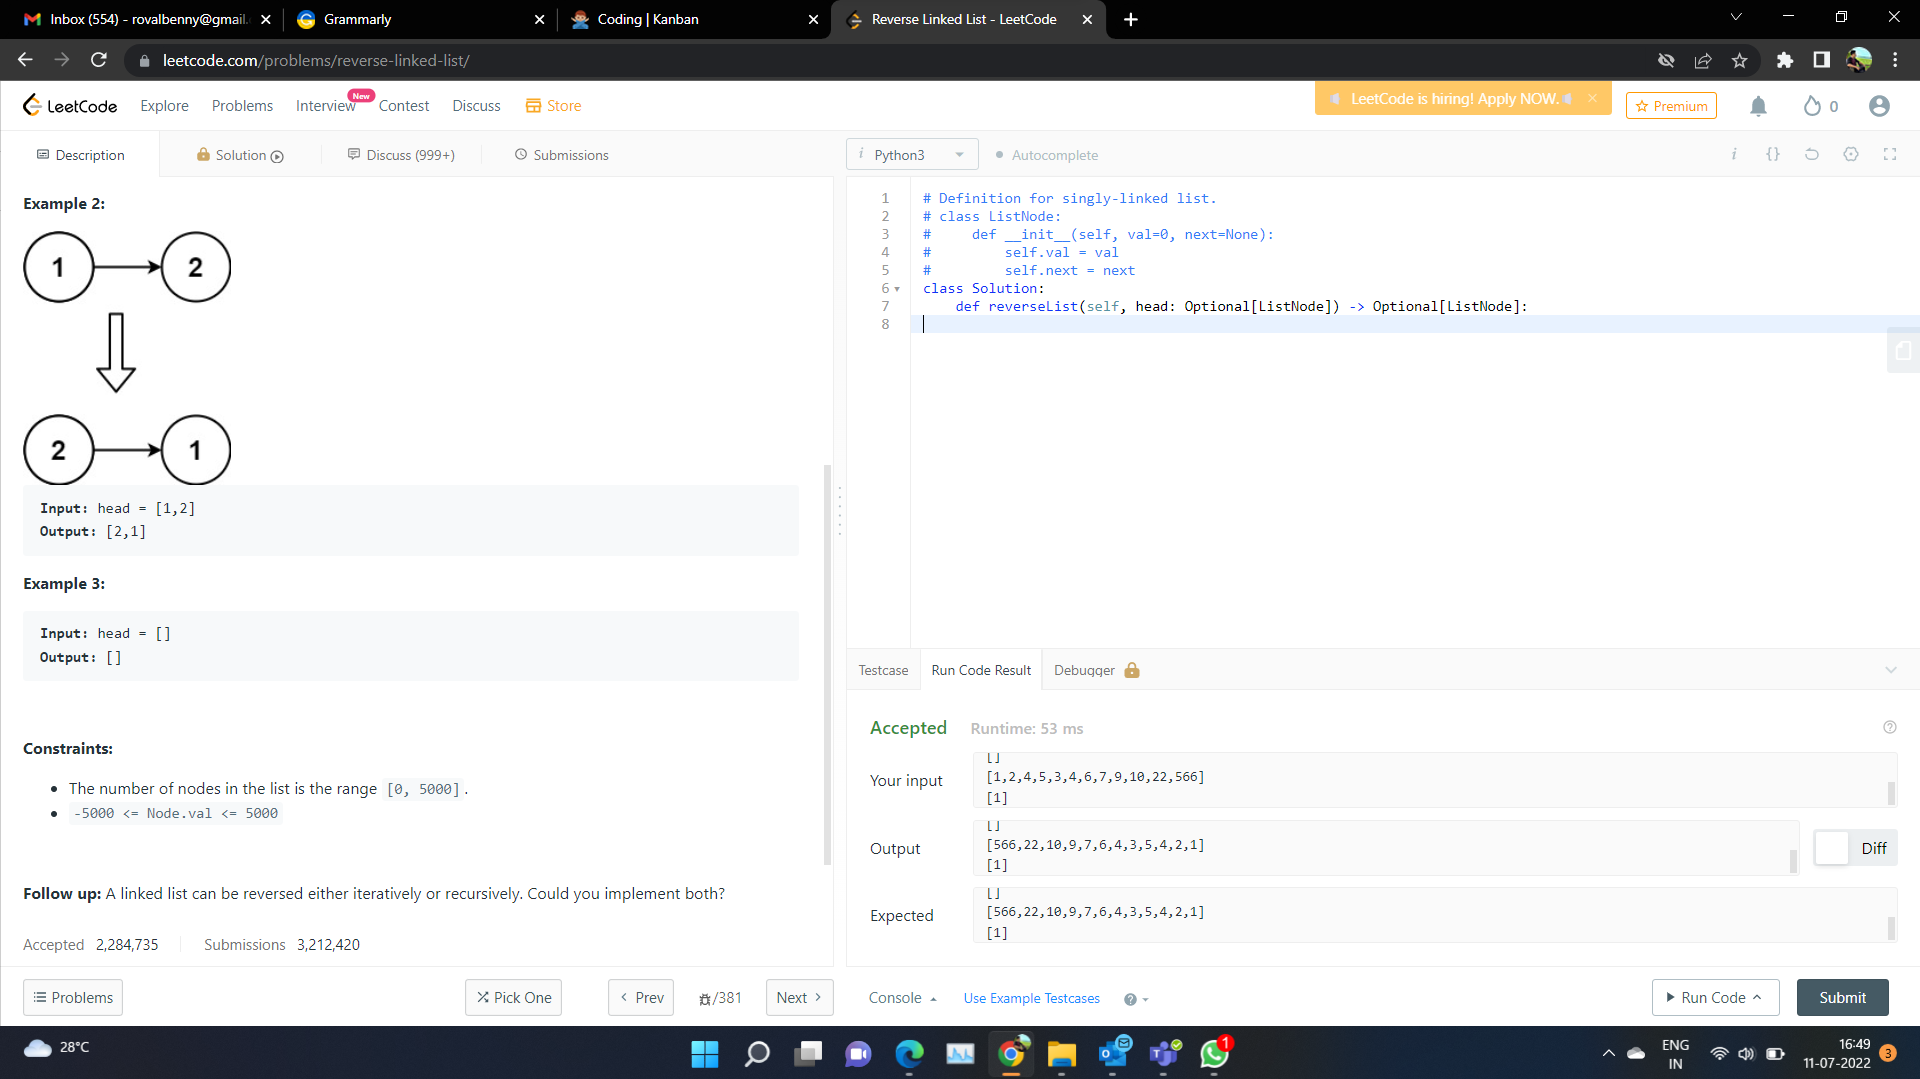 Inbox (554) - rovalbenny@gmail.
Grammarly
Coding | Kanban
Reverse Linked List - LeetCode
leetcode.com/problems/reverse-linked-list/
LeetCode
Explore
Problems
Interview
New
Contest
Discuss
Store
LeetCode is hiring! Apply NOW.
Premium
0
Description
Solution
Discuss (999+)
Submissions
i Python3
Autocomplete
i
{}
Example 2:
1
2
2
1
Input: head = [1,2]
Output: [2,1]
Example 3:
Input: head = []
Output: []
Constraints:
The number of nodes in the list is the range [0, 5000].
-5000 <= Node.val <= 5000
Follow up: A linked list can be reversed either iteratively or recursively. Could you implement both?
Accepted 2,284,735
Submissions 3,212,420
Problems
Pick One
Prev
/381
Next
1 # Definition for singly-linked list.
2 # class ListNode:
3 #     def __init__(self, val=0, next=None):
4 #         self.val = val
5 #         self.next = next
6 class Solution:
7     def reverseList(self, head: Optional[ListNode]) -> Optional[ListNode]:
8
Testcase
Run Code Result
Debugger
Accepted
Runtime: 53 ms
Your input
[]
[1,2,4,5,3,4,6,7,9,10,22,566]
[1]
Output
[]
[566,22,10,9,7,6,4,3,5,4,2,1]
[1]
Diff
Expected
[]
[566,22,10,9,7,6,4,3,5,4,2,1]
[1]
Console
Use Example Testcases
Run Code
Submit
28°C
1
ENG
IN
16:49
11-07-2022
3